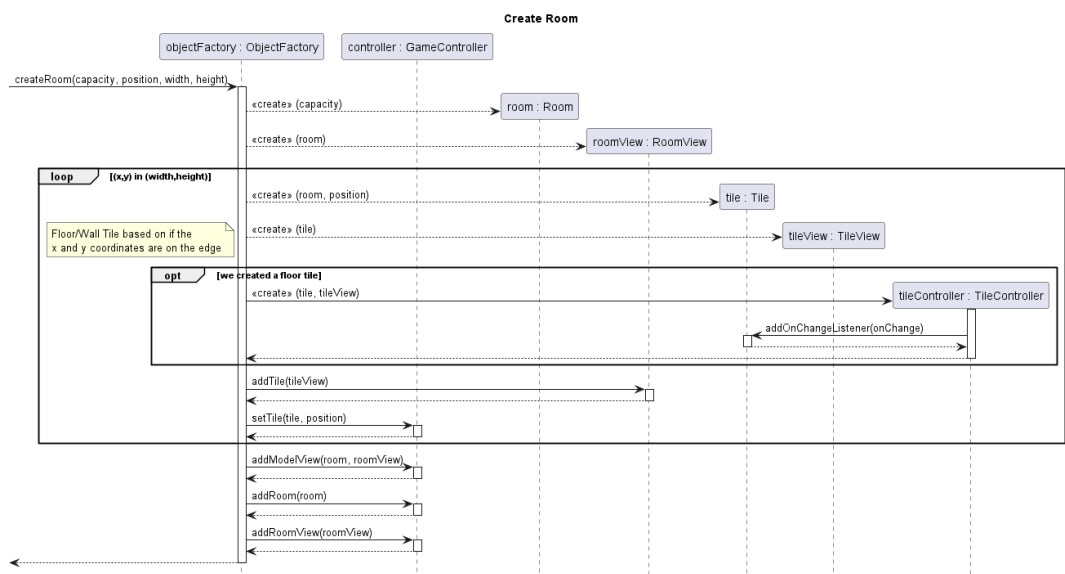 Create Room
objectFactory : ObjectFactory
controller : GameController
createRoom(capacity, position, width, height)
«create» (capacity)
room : Room
«create» (room)
roomView : RoomView
loop
[(x,y) in (width,height)]
«create» (room, position)
tile : Tile
Floor/Wall Tile based on if the
x and y coordinates are on the edge
«create» (tile)
tileView : TileView
opt
[we created a floor tile]
«create» (tile, tileView)
tileController : TileController
addOnChangeListener(onChange)
addTile(tileView)
setTile(tile, position)
addModelView(room, roomView)
addRoom(room)
addRoomView(roomView)